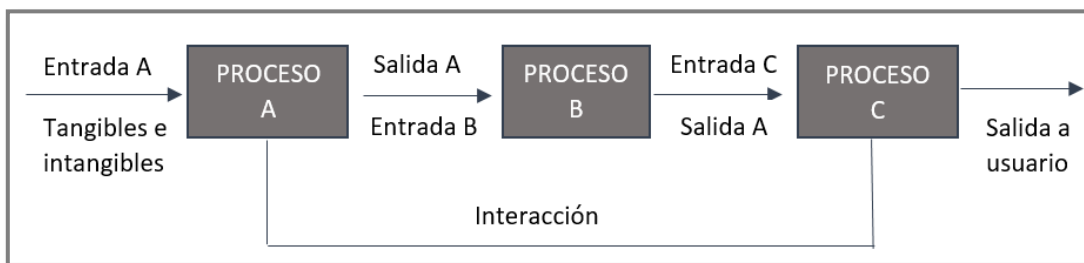 Entrada A
Tangibles e
intangibles
PROCESO
A
Salida A
Entrada B
PROCESO
B
Entrada C
Salida A
PROCESO
C
Salida a
usuario
Interacción